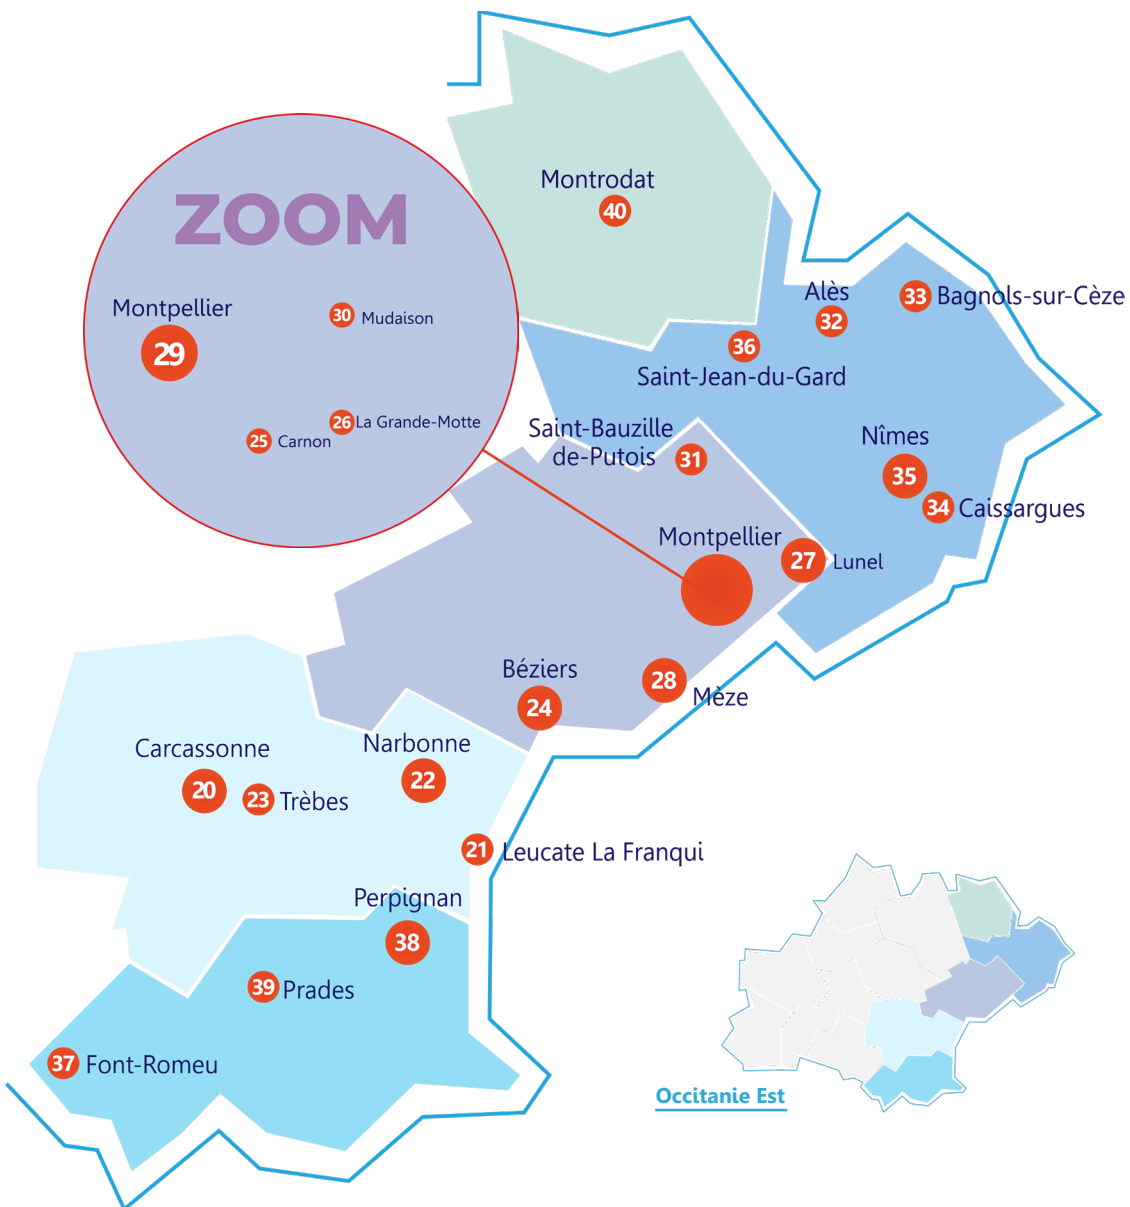 Montrodat
40
ZOOM
Montpellier
29
30
Mudaison
26
La Grande-Motte
25
Carnon
Alès
32
33
Bagnols-sur-Cèze
36
Saint-Jean-du-Gard
Saint-Bauzille
de-Putois
31
Nîmes
35
34
Caissargues
Montpellier
27
Lunel
Béziers
24
28
Mèze
Carcassonne
20
23
Trèbes
Narbonne
22
21
Leucate La Franqui
Perpignan
38
39
Prades
37
Font-Romeu
Occitanie Est